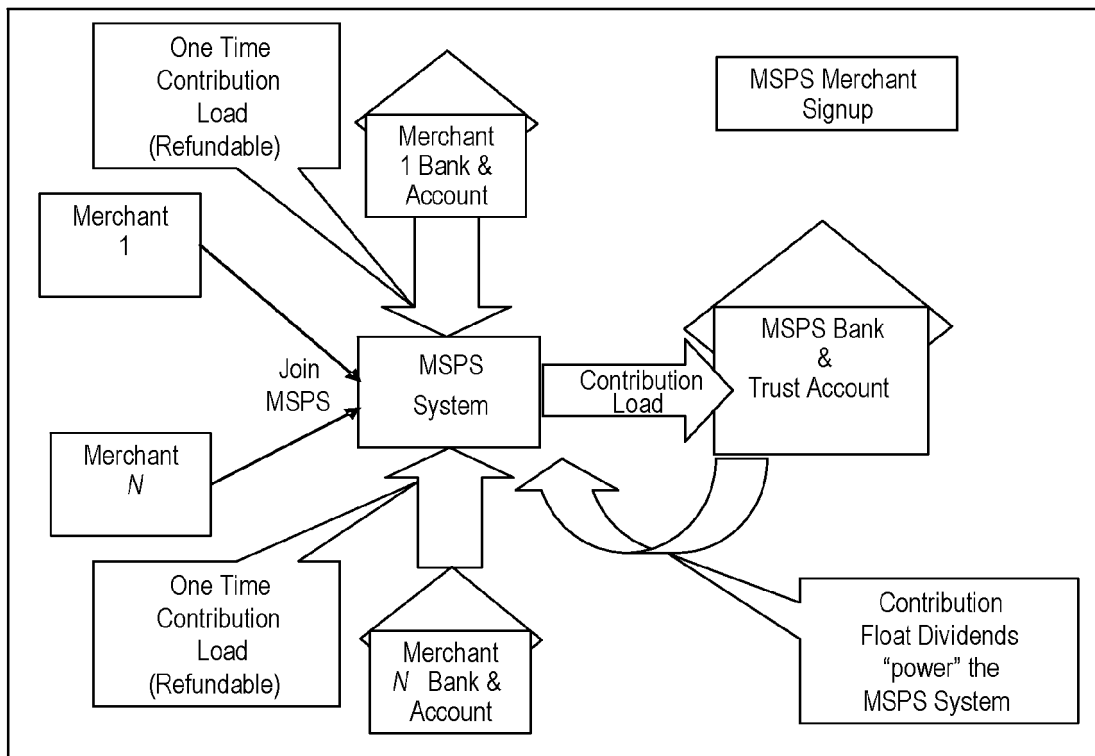 One Time
Contribution
Load
(Refundable)
MSPS Merchant
Signup
Merchant
1 Bank &
Account
Merchant
1
MSPS Bank
&
Trust Account
Join
MSPS
MSPS
System
Contribution
Load
Merchant
N
One Time
Contribution
Load
(Refundable)
Merchant
N Bank &
Account
Contribution
Float Dividends
“power” the
MSPS System